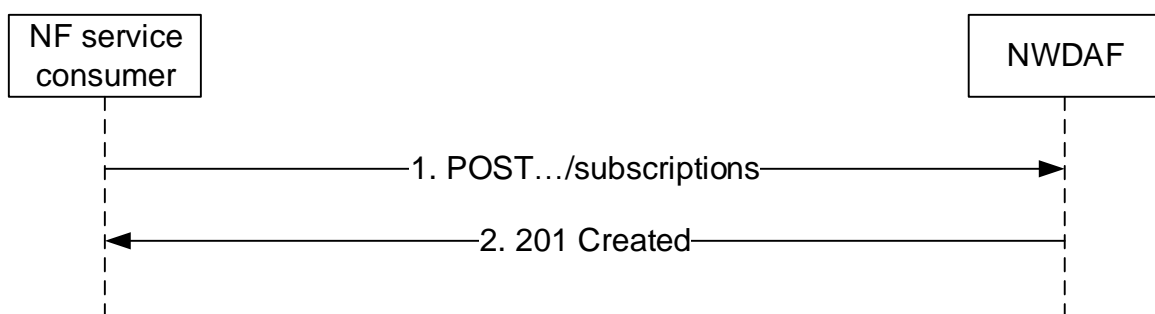 NF service
consumer
NWDAF
1. POST…/subscriptions
2. 201 Created